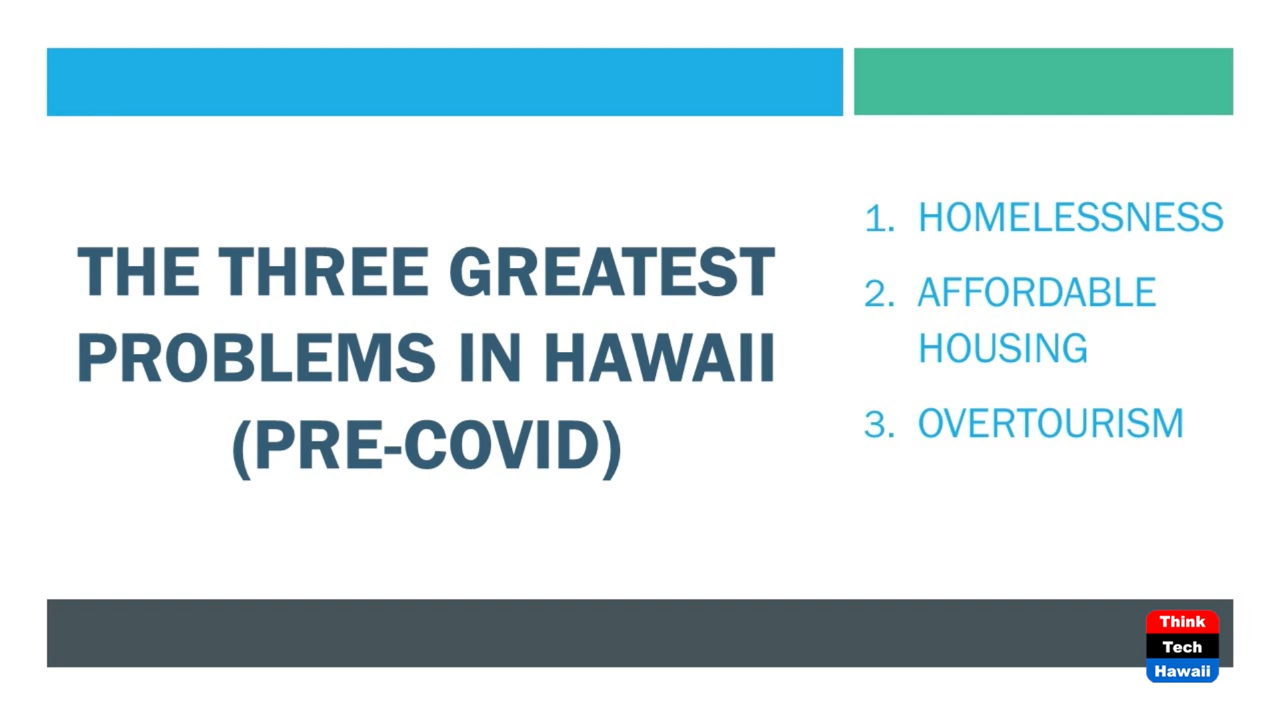 THE THREE GREATEST
PROBLEMS IN HAWAII
(PRE-COVID)
1. HOMELESSNESS
2. AFFORDABLE
HOUSING
3. OVERTOURISM
Think
Tech
Hawaii